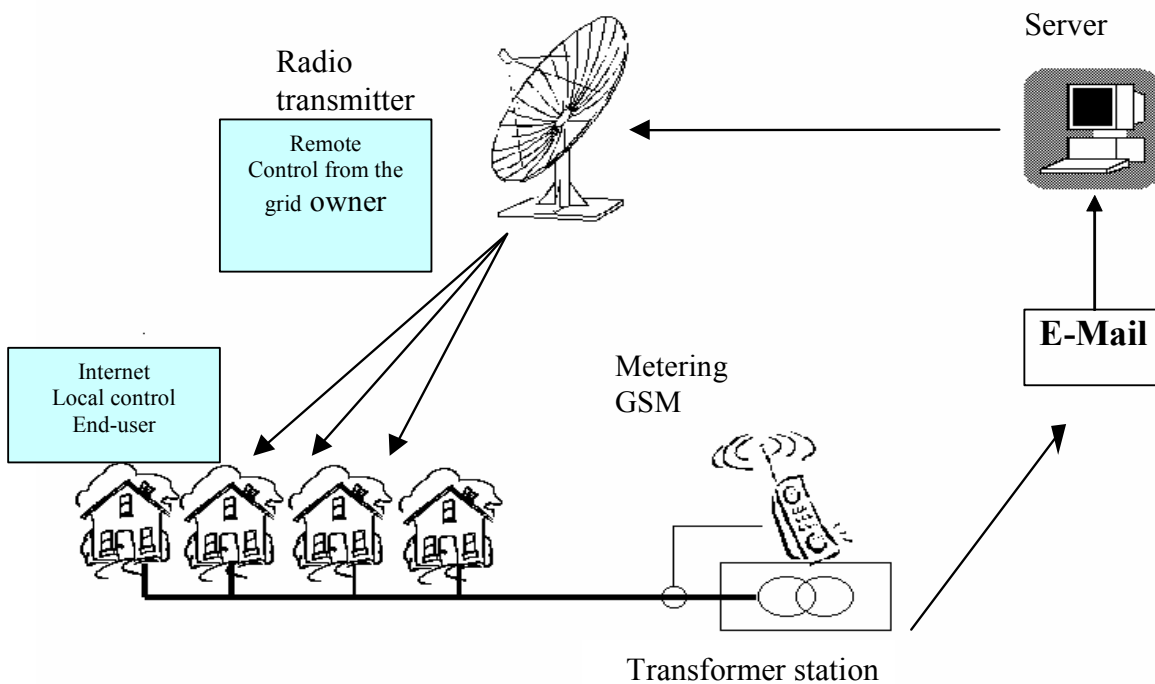 Server
Radio
transmitter
Remote
Control from the
grid owner
E-Mail
Internet
Local control
End-user
Metering
GSM
Transformer station